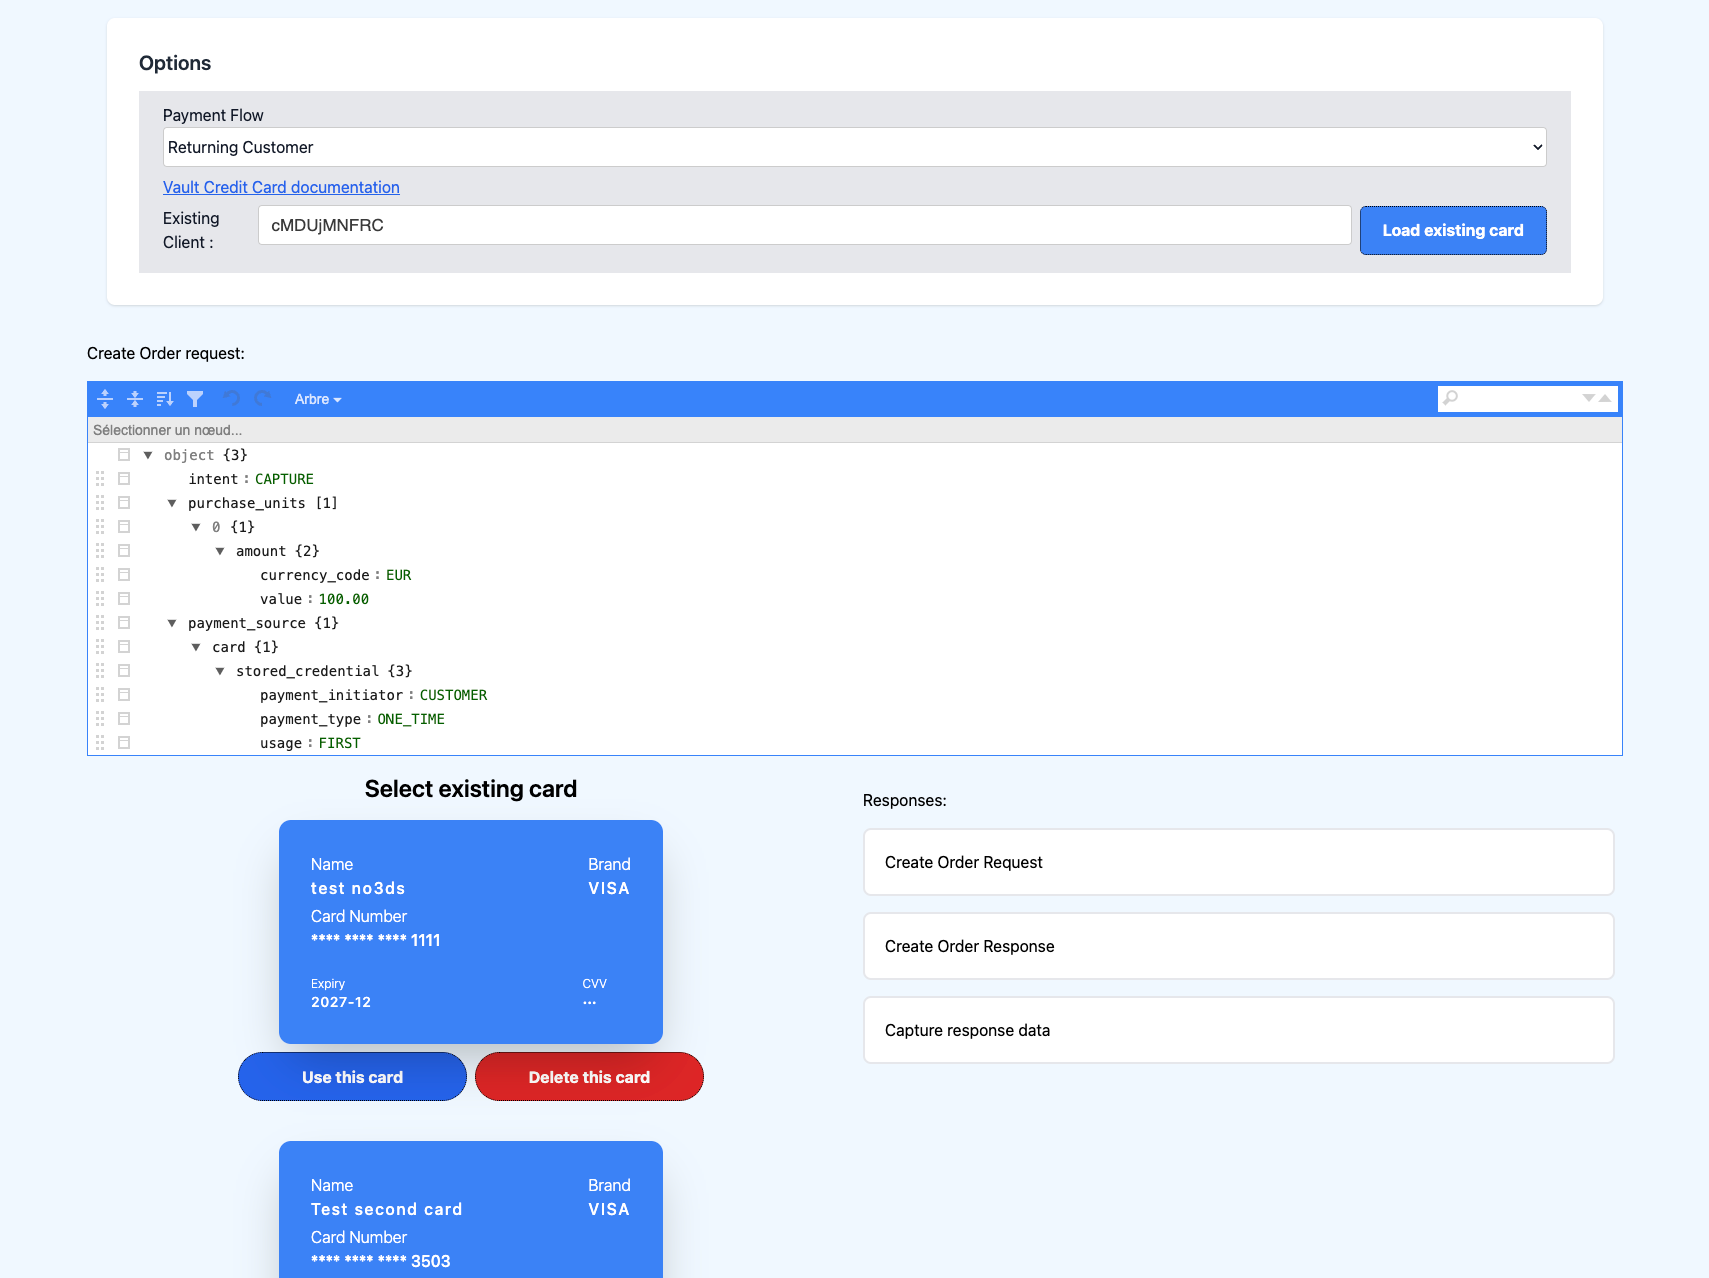 Options
Payment Flow
Returning Customer
Vault Credit Card documentation
Existing
Client :
cMDUjMNFRC
Load existing card
Create Order request:
Arbre
Sélectionner un nœud...
object {3}
intent : CAPTURE
purchase_units [1]
0 {1}
amount {2}
currency_code : EUR
value : 100.00
payment_source {1}
card {1}
stored_credential {3}
payment_initiator : CUSTOMER
payment_type : ONE_TIME
usage : FIRST
Select existing card
Name Brand
test no3ds VISA
Card Number
**** **** **** 1111
Expiry CVV
2027-12 ···
Use this card Delete this card
Name Brand
Test second card VISA
Card Number
**** **** **** 3503
Responses:
Create Order Request
Create Order Response
Capture response data